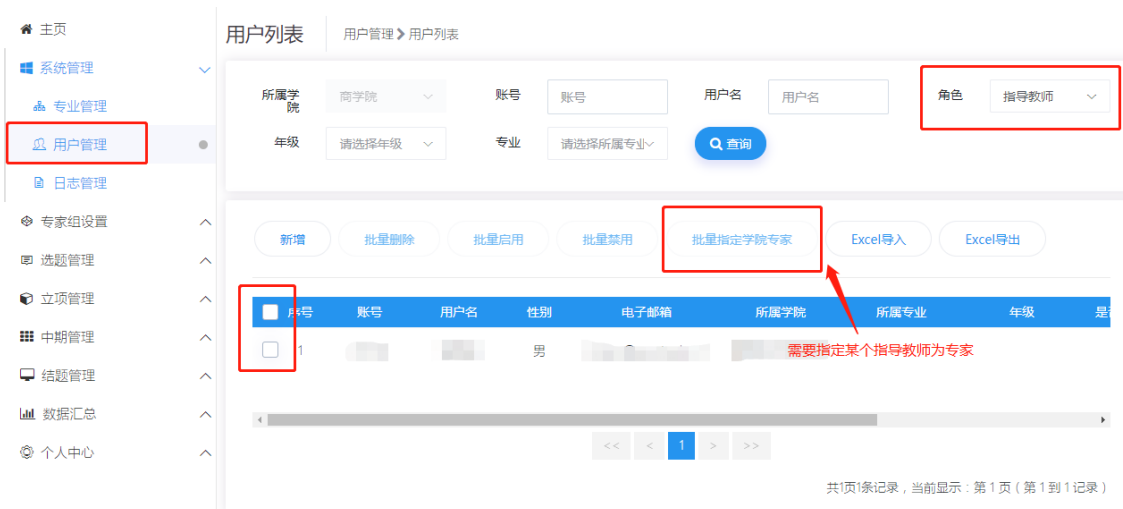 主页
系统管理
专业管理
用户管理
日志管理
专家组设置
选题管理
立项管理
中期管理
结题管理
数据汇总
个人中心
用户列表 用户管理 > 用户列表
所属学院 商学院 账号 账号 用户名 用户名 角色 指导教师
年级 请选择年级 专业 请选择所属专业 查询
新增 批量删除 批量启用 批量禁用 批量指定学院专家 Excel导入 Excel导出
序号 账号 用户名 性别 电子邮箱 所属学院 所属专业 年级
1 男
需要指定某个指导教师为专家
<< < 1 > >>
共1页1条记录，当前显示：第1页（第1到1记录）